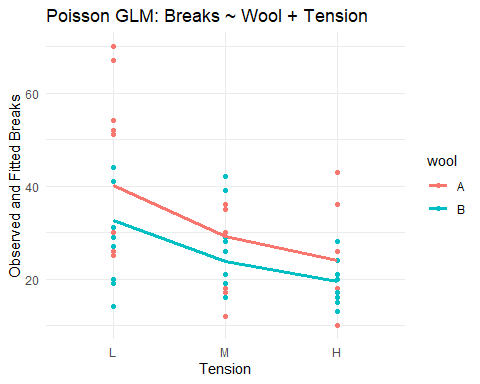 Poisson GLM: Breaks ~ Wool + Tension
Observed and Fitted Breaks
60
40
20
L
M
H
Tension
wool
A
B